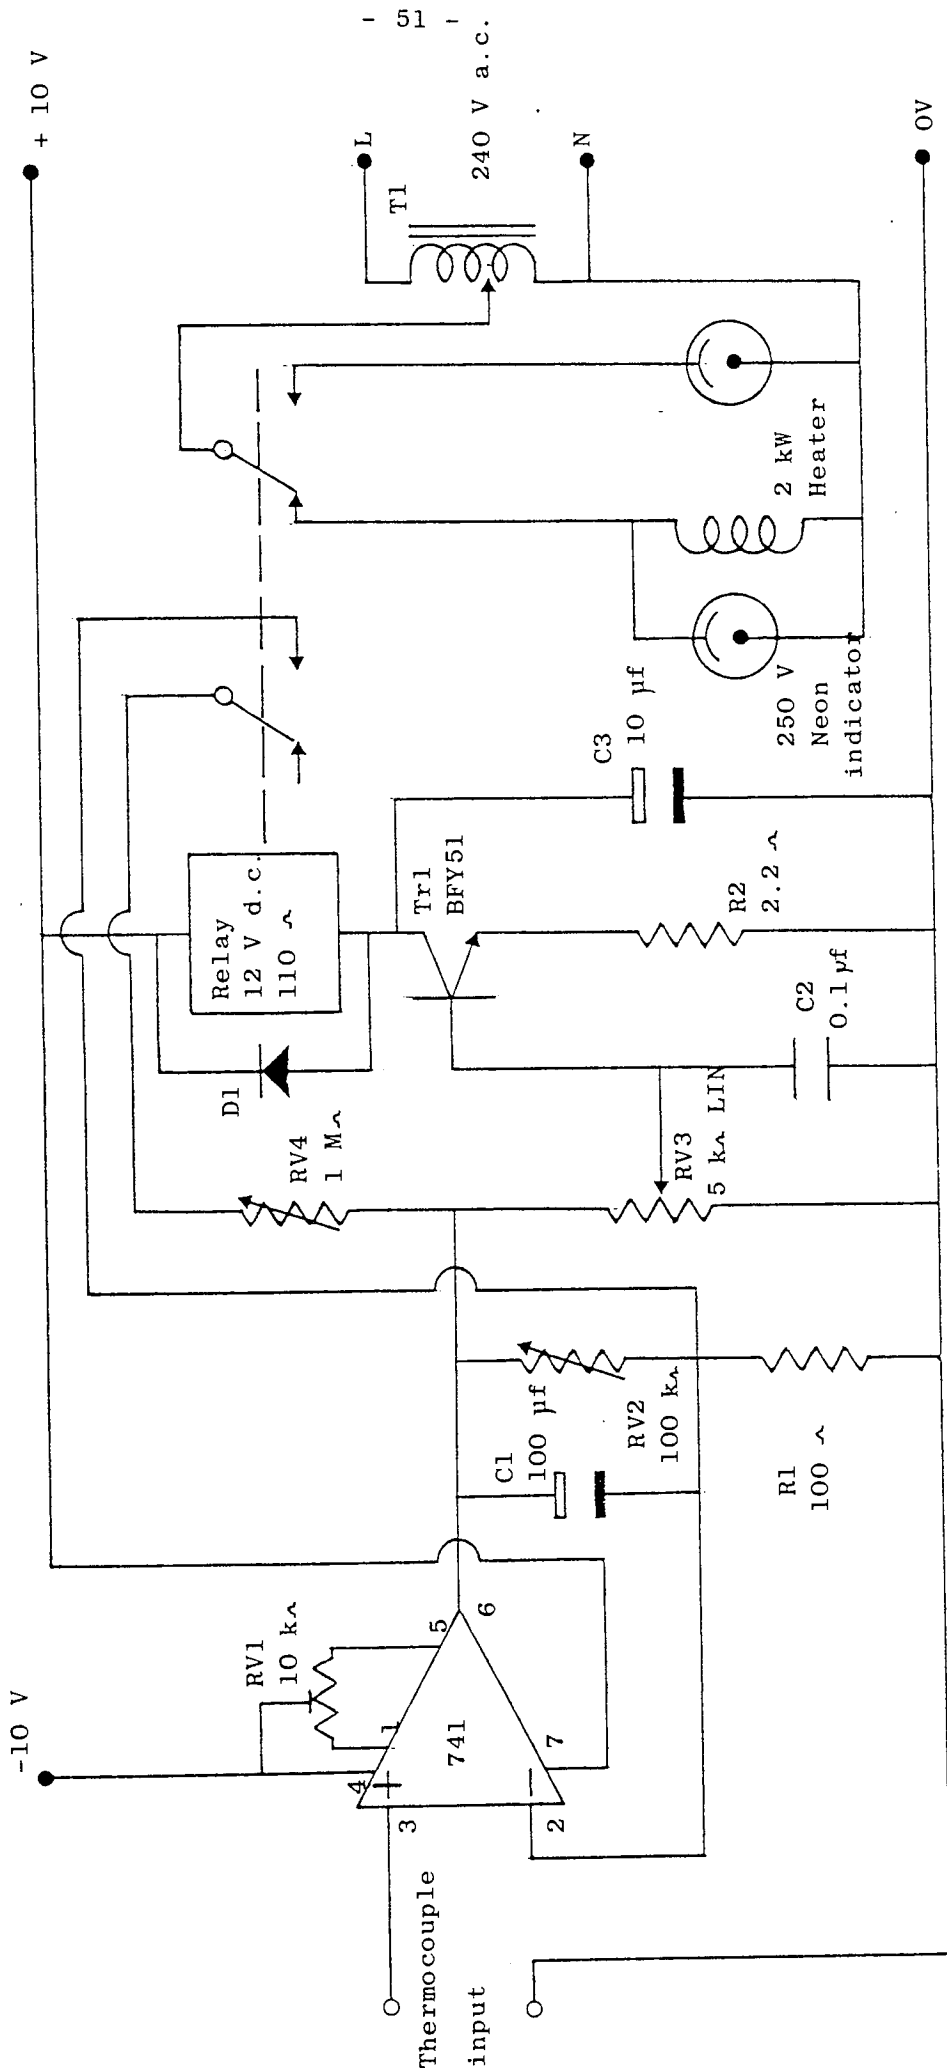 - 51 -
-10 V
+ 10 V
RV1
10 kΩ
4
1
5
3
+
741
-
2
7
6
Thermocouple
input
C1
100 µf
RV2
100 kΩ
R1
100 Ω
RV4
1 MΩ
RV3
5 kΩ LIN
D1
Relay
12 V d.c.
110 Ω
Tr1
BFY51
C2
0.1µf
R2
2.2 Ω
C3
10 µf
250 V
Neon
indicator
2 kW
Heater
T1
L
240 V a.c.
N
0V